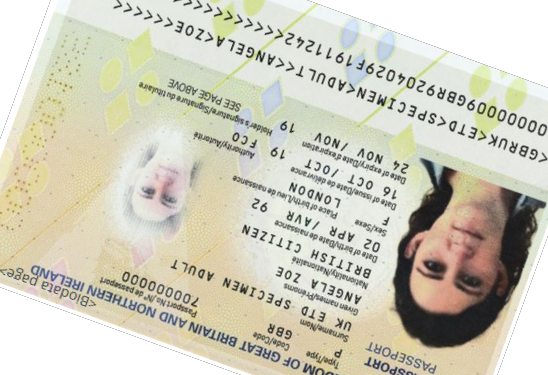 <Biodata page>
DOM OF GREAT BRITAIN AND NORTHERN IRELAND
PASSPORT
PASSEPORT
Type/Type Code/Code Passport No./N° de passeport
P GBR 700000000
Surname/Nom
UK ETD SPECIMEN ADULT
Given names/Prénoms
ANGELA ZOE
Nationality/Nationalité
BRITISH CITIZEN
Date of birth/Date de naissance
02 APR / AVR 92
Sex/Sexe Place of birth/Lieu de naissance
F LONDON
Date of issue/Date de délivrance Authority/Autorité
16 OCT / OCT 19 FCO
Date of expiry/Date d'expiration Holder's signature/Signature du titulaire
24 NOV / NOV 19 SEE PAGE ABOVE
<GBRUK<ETD<SPECIMEN<ADULT<<ANGELA<ZOE<